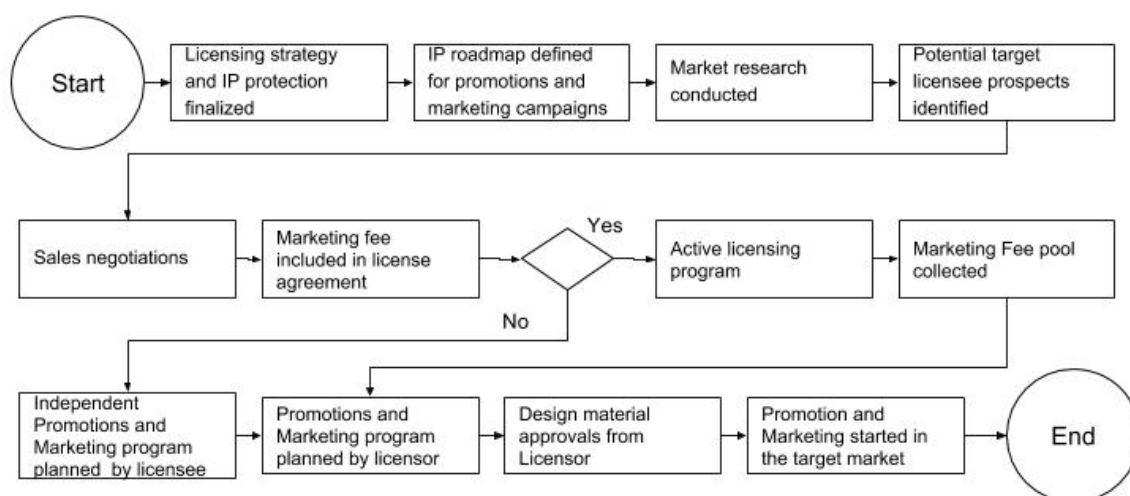 Start
Licensing strategy
and IP protection
finalized
IP roadmap defined
for promotions and
marketing campaigns
Market research
conducted
Potential target
licensee prospects
identified
Sales negotiations
Marketing fee
included in license
agreement
Yes
No
Active licensing
program
Marketing Fee pool
collected
Independent
Promotions and
Marketing program
planned by licensee
Promotions and
Marketing program
planned by licensor
Design material
approvals from
Licensor
Promotion and
Marketing started in
the target market
End